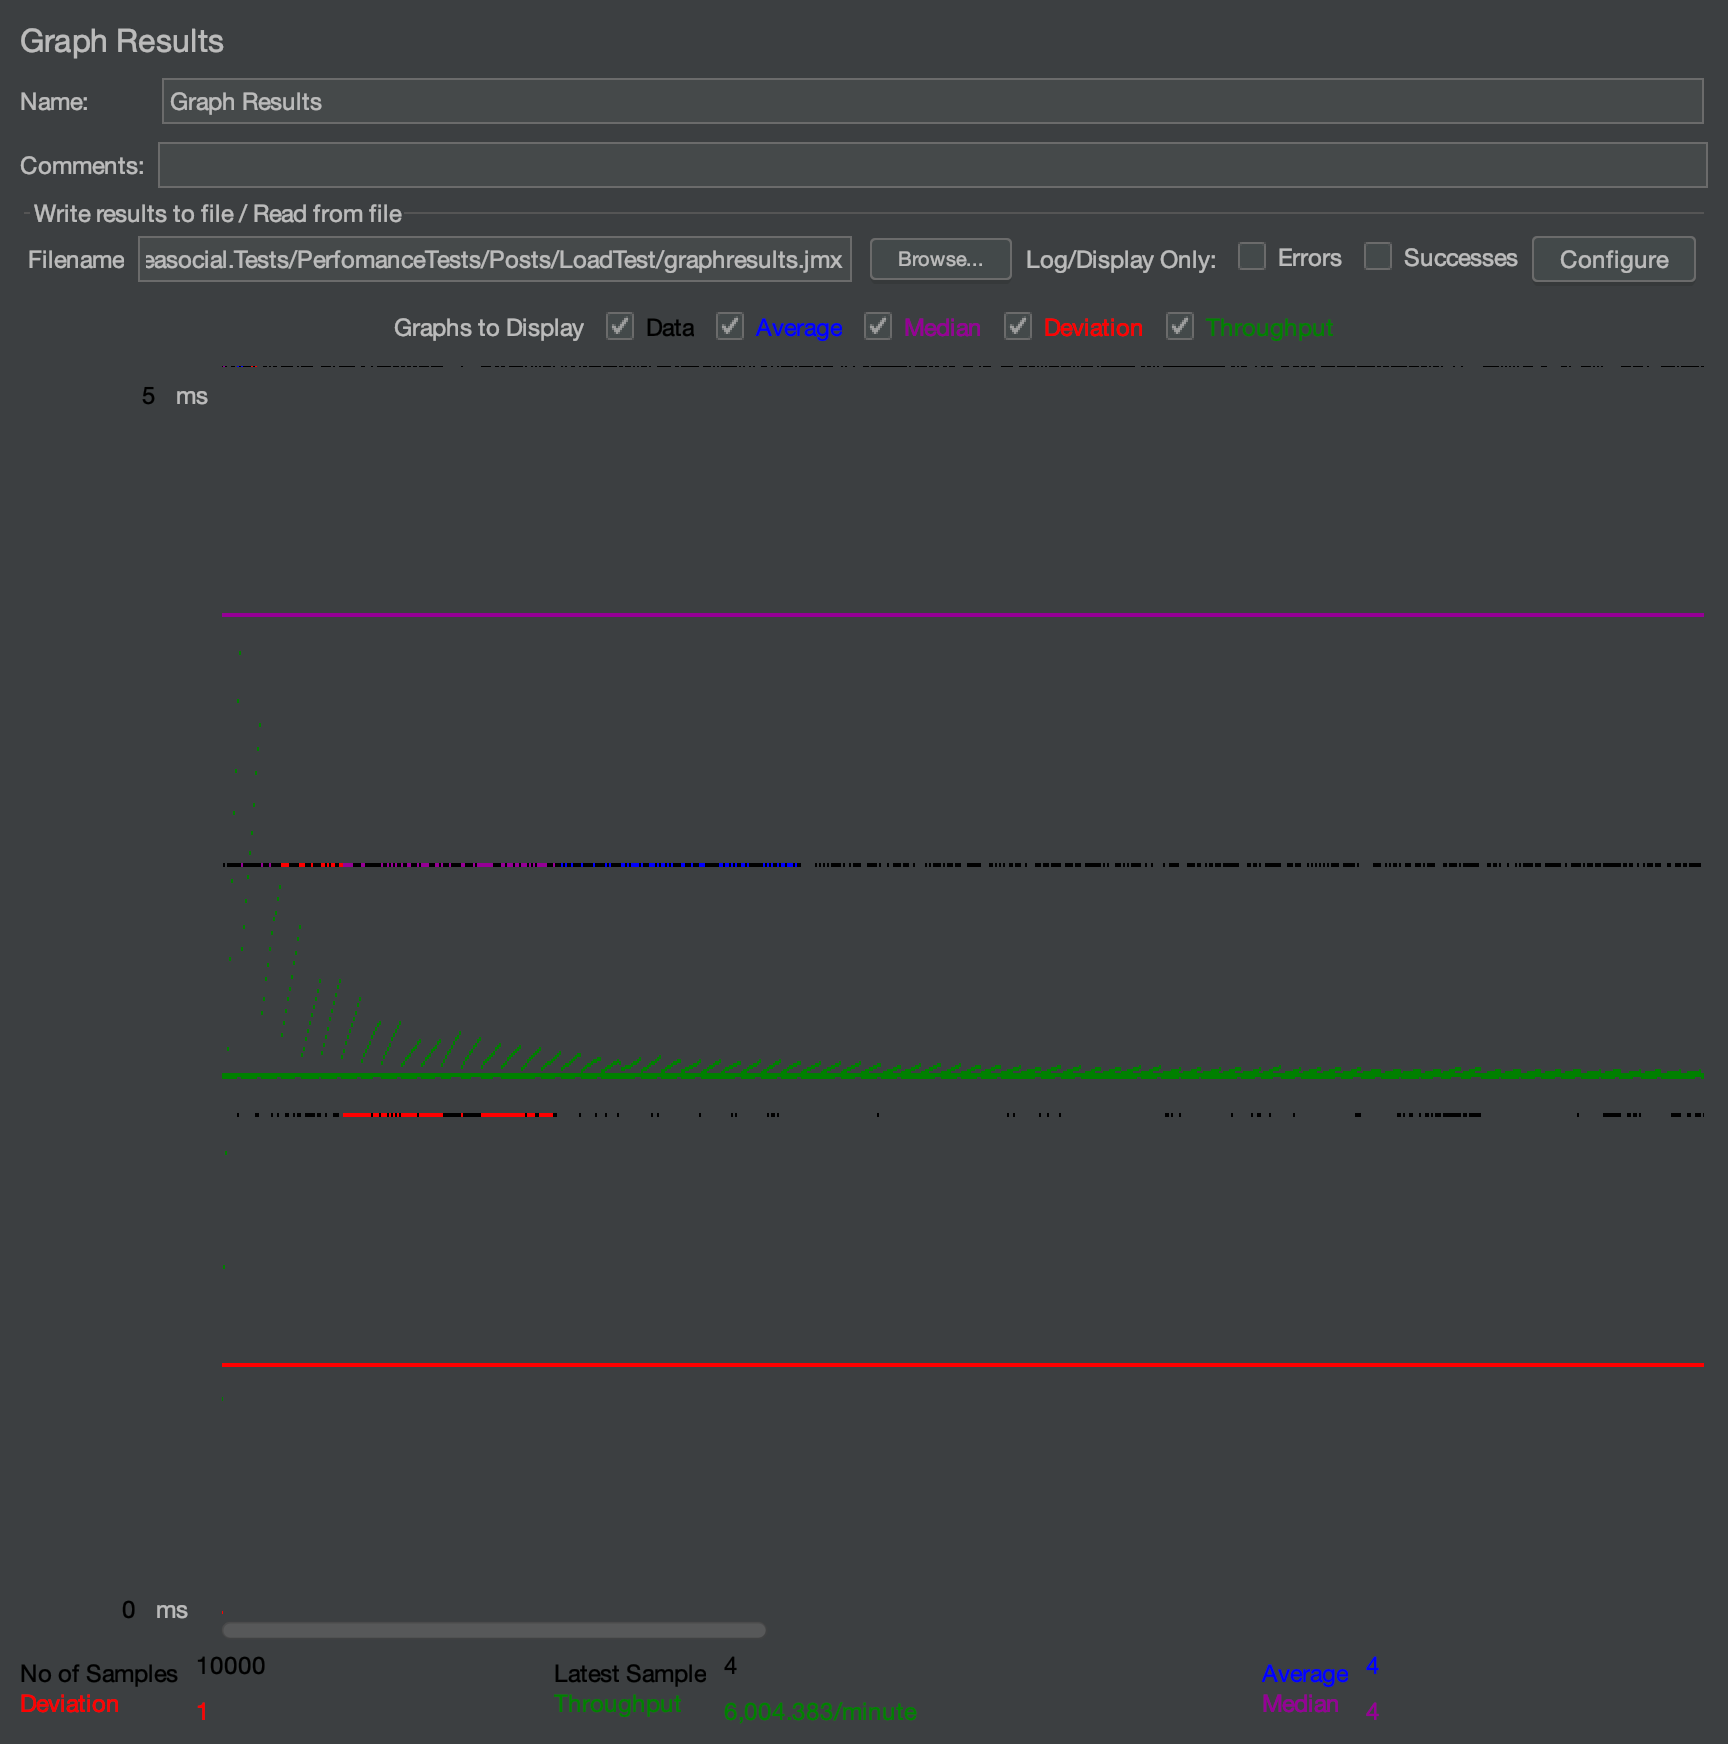 Graph Results
Name: Graph Results
Comments:
Write results to file / Read from file
Filename easocial.Tests/PerfomanceTests/Posts/LoadTest/graphresults.jmx Browse... Log/Display Only: Errors Successes Configure
Graphs to Display Data Average Median Deviation Throughput
5 ms
0 ms
No of Samples 10000 Latest Sample 4 Average 4
Deviation 1 Throughput 6,004.383/minute Median 4